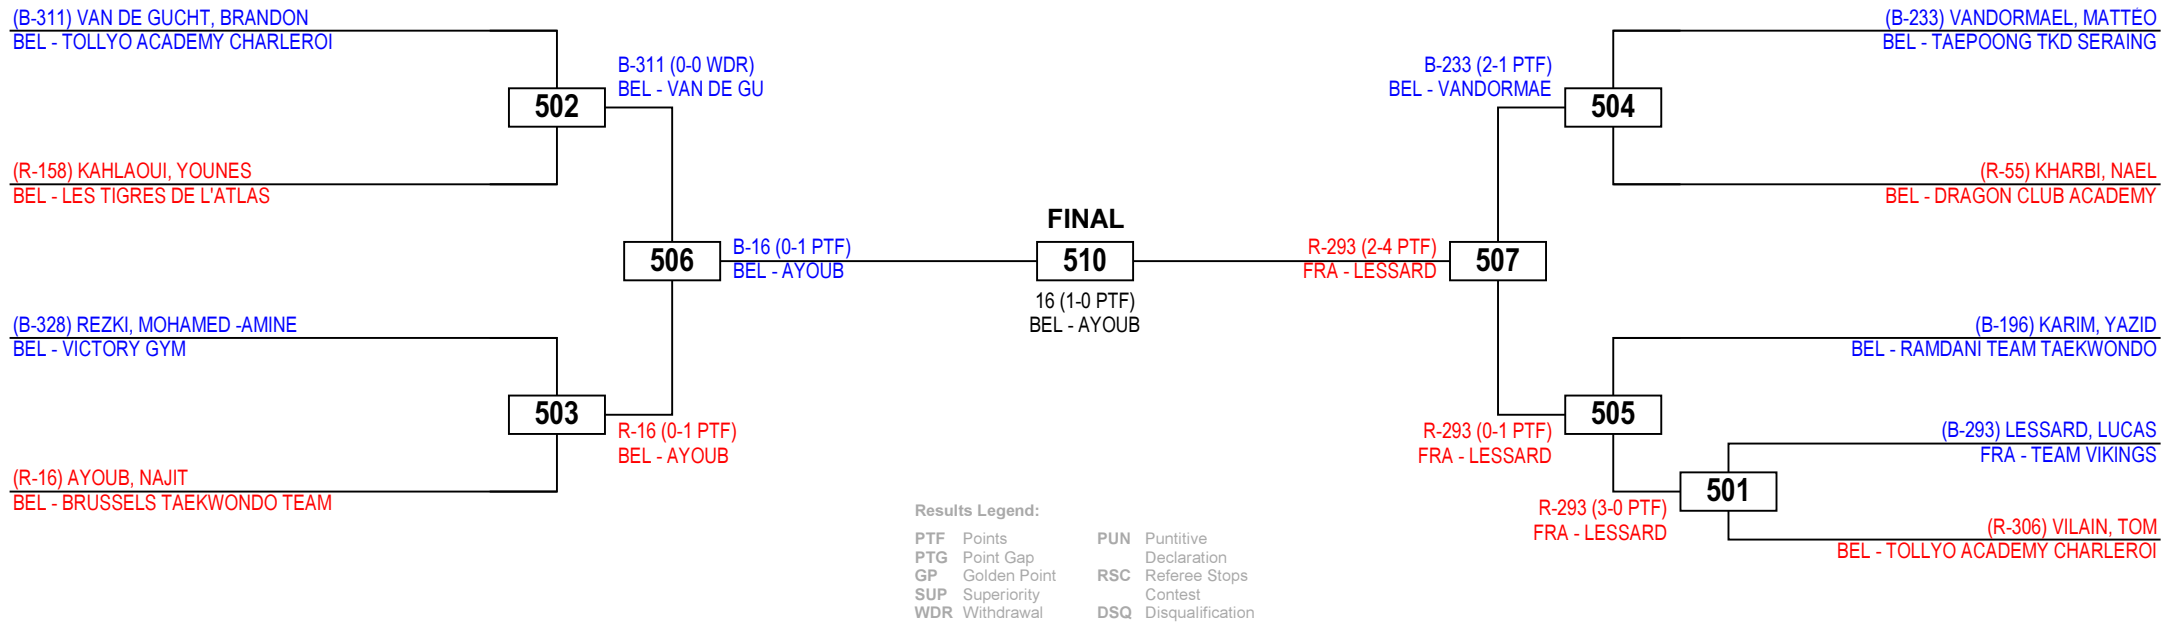 (B-311) VAN DE GUCHT, BRANDON
BEL - TOLLYO ACADEMY CHARLEROI
502
B-311 (0-0 WDR)
BEL - VAN DE GU
(R-158) KAHLAOUI, YOUNES
BEL - LES TIGRES DE L'ATLAS
506
B-16 (0-1 PTF)
BEL - AYOUB
(B-328) REZKI, MOHAMED -AMINE
BEL - VICTORY GYM
503
R-16 (0-1 PTF)
BEL - AYOUB
(R-16) AYOUB, NAJIT
BEL - BRUSSELS TAEKWONDO TEAM
FINAL
510
16 (1-0 PTF)
BEL - AYOUB
(B-233) VANDORMAEL, MATTÉO
BEL - TAEPOONG TKD SERAING
B-233 (2-1 PTF)
BEL - VANDORMAE
504
(R-55) KHARBI, NAEL
BEL - DRAGON CLUB ACADEMY
R-293 (2-4 PTF)
FRA - LESSARD
507
(B-196) KARIM, YAZID
BEL - RAMDANI TEAM TAEKWONDO
505
R-293 (0-1 PTF)
FRA - LESSARD
(B-293) LESSARD, LUCAS
FRA - TEAM VIKINGS
501
R-293 (3-0 PTF)
FRA - LESSARD
(R-306) VILAIN, TOM
BEL - TOLLYO ACADEMY CHARLEROI
Results Legend:
PTF Points
PTG Point Gap
GP Golden Point
SUP Superiority
WDR Withdrawal
PUN Puntitive
Declaration
RSC Referee Stops
Contest
DSQ Disqualification